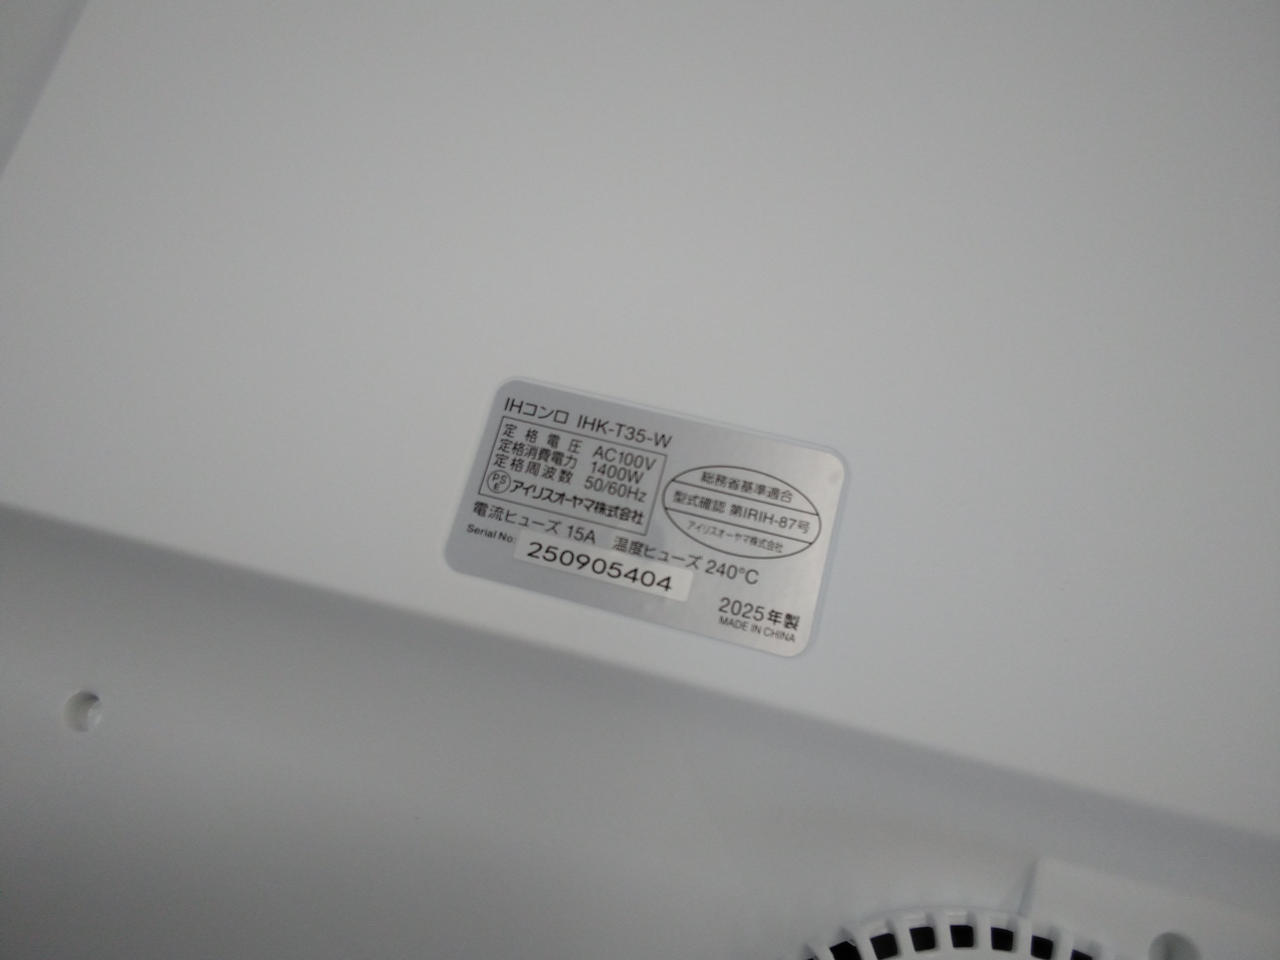 IHコンロ IHK-T35-W
定格電圧 AC100V
定格消費電力 1400W
定格周波数 50/60Hz
PSE アイリスオーヤマ株式会社
総務省基準適合
型式確認 第IRIH-87号
アイリスオーヤマ株式会社
電流ヒューズ 15A 温度ヒューズ 240°C
Serial No: 250905404
2025年製
MADE IN CHINA